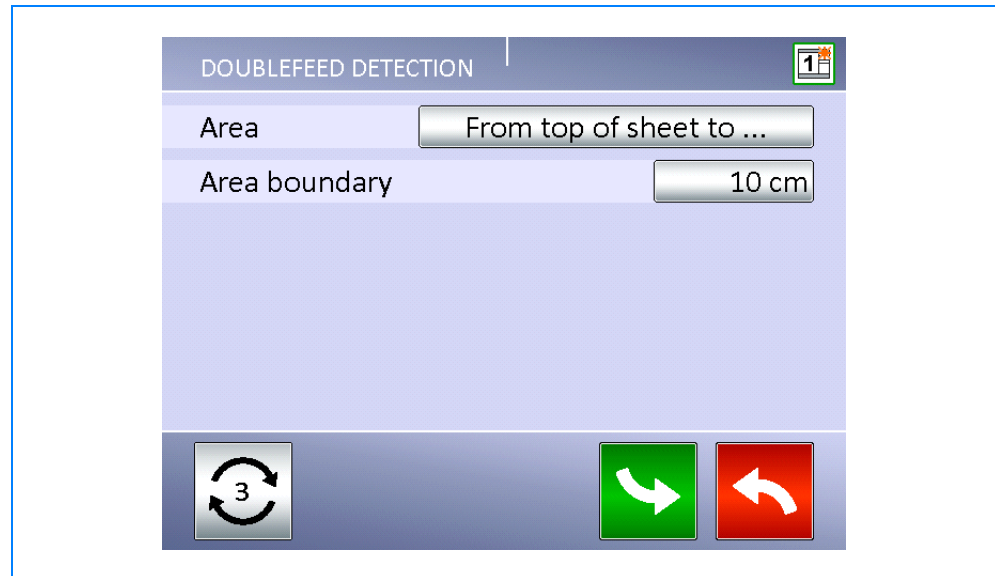 DOUBLEFEED DETECTION
1
Area
From top of sheet to ...
Area boundary
10 cm
3